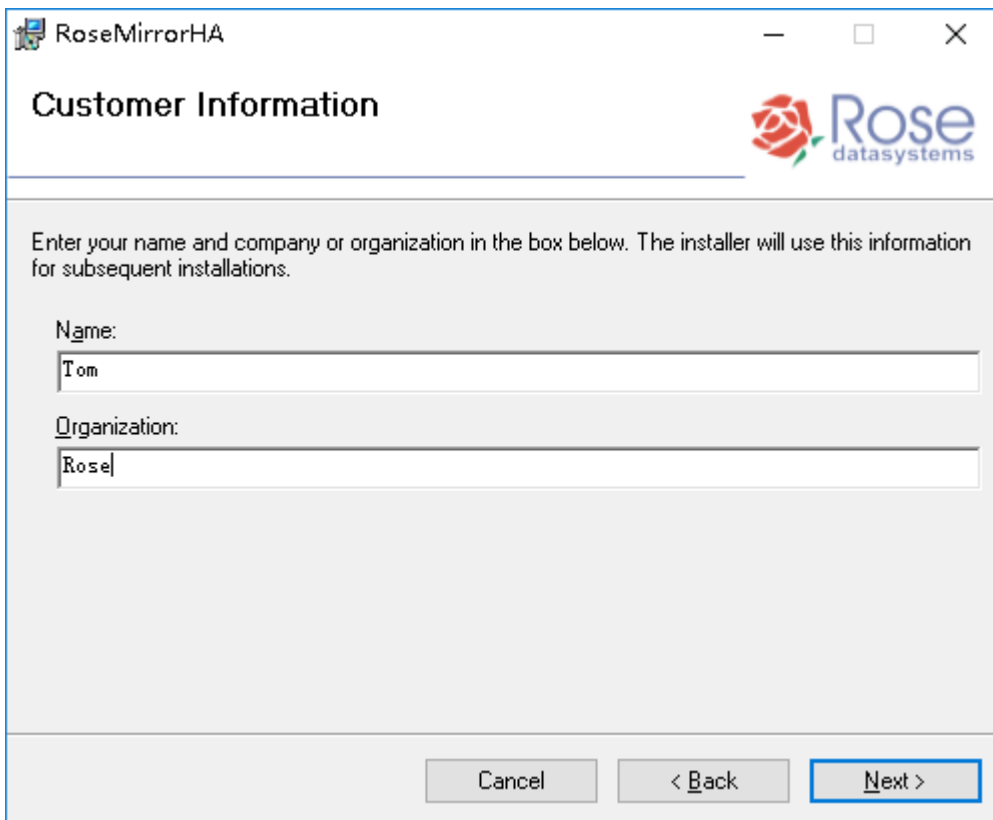 RoseMirrorHA
Customer Information
Rose
datasystems
Enter your name and company or organization in the box below. The installer will use this information
for subsequent installations.
Name:
Tom
Organization:
Rose
Cancel
< Back
Next >